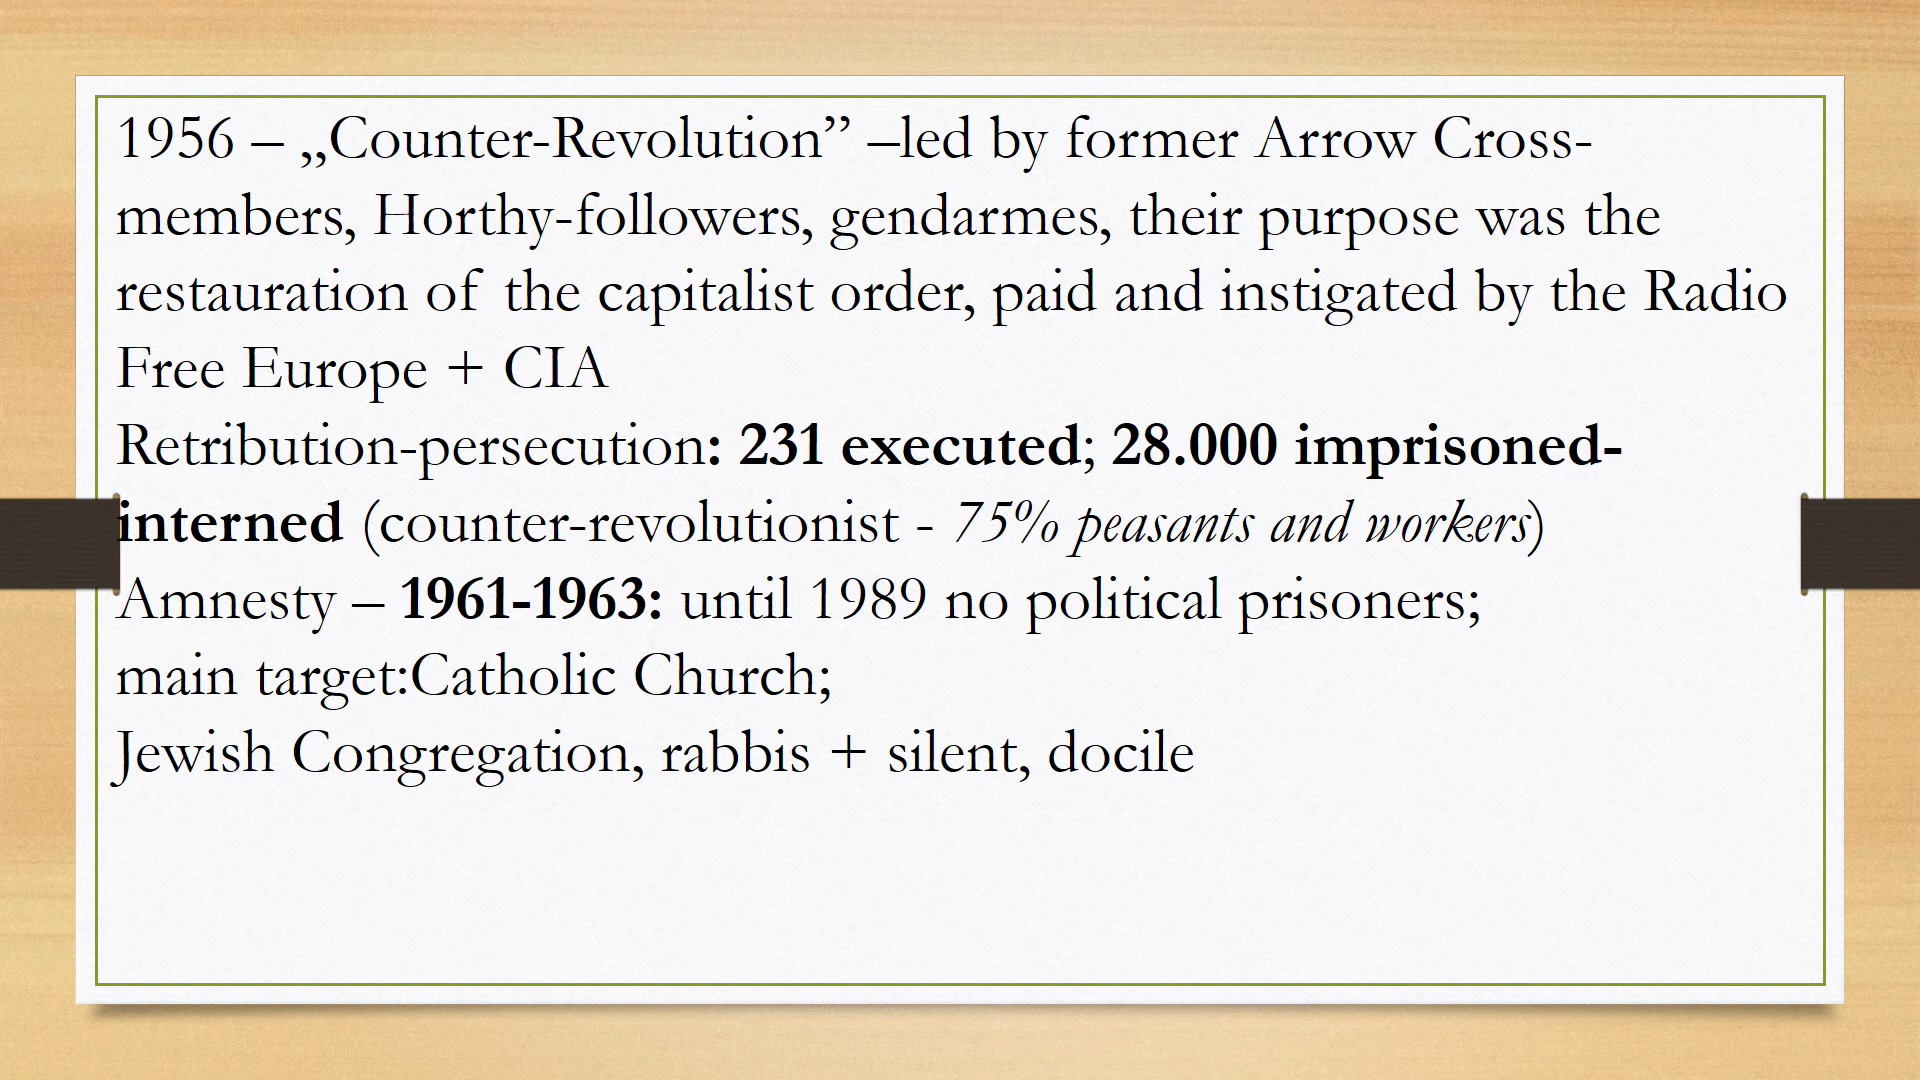 1956 – „Counter-Revolution” –led by former Arrow Cross-
members, Horthy-followers, gendarmes, their purpose was the
restauration of the capitalist order, paid and instigated by the Radio
Free Europe + CIA
Retribution-persecution: 231 executed; 28.000 imprisoned-
interned (counter-revolutionist - 75% peasants and workers)
Amnesty – 1961-1963: until 1989 no political prisoners;
main target:Catholic Church;
Jewish Congregation, rabbis + silent, docile